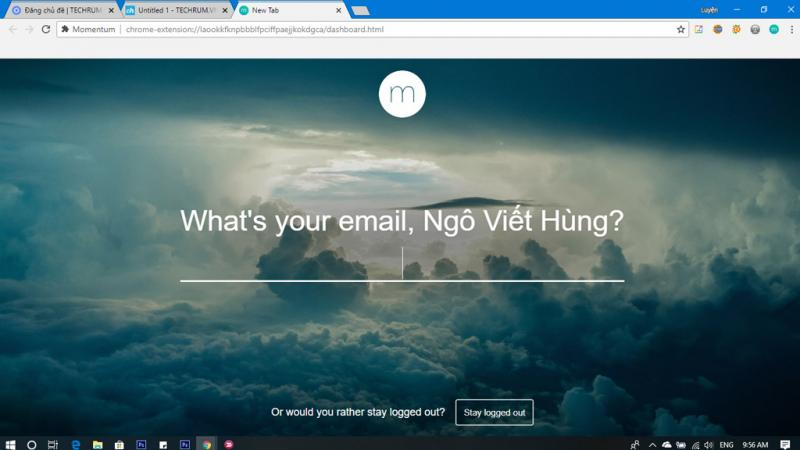 Đăng chủ đề | TECHRUM
Untitled 1 - TECHRUM.V
New Tab
Luyện
Momentum
chrome-extension://laookkfknpbbblfpciffpaejjkokdgca/dashboard.html
m
What's your email, Ngô Viết Hùng?
Or would you rather stay logged out?
Stay logged out
ENG
9:56 AM